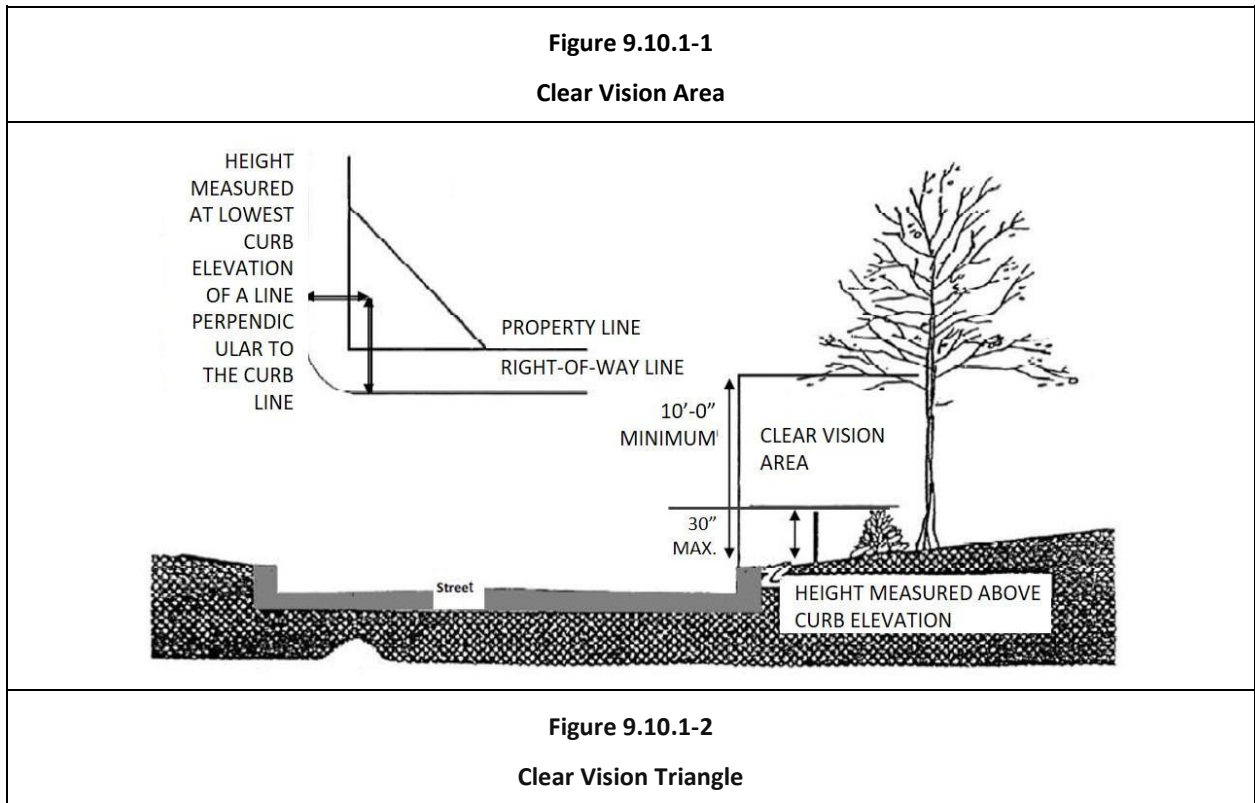 Figure 9.10.1-1
Clear Vision Area
HEIGHT
MEASURED
AT LOWEST
CURB
ELEVATION
OF A LINE
PERPENDIC
ULAR TO
THE CURB
LINE
PROPERTY LINE
RIGHT-OF-WAY LINE
10'-0"
MINIMUM
CLEAR VISION
AREA
30"
MAX.
Street
HEIGHT MEASURED ABOVE
CURB ELEVATION
Figure 9.10.1-2
Clear Vision Triangle